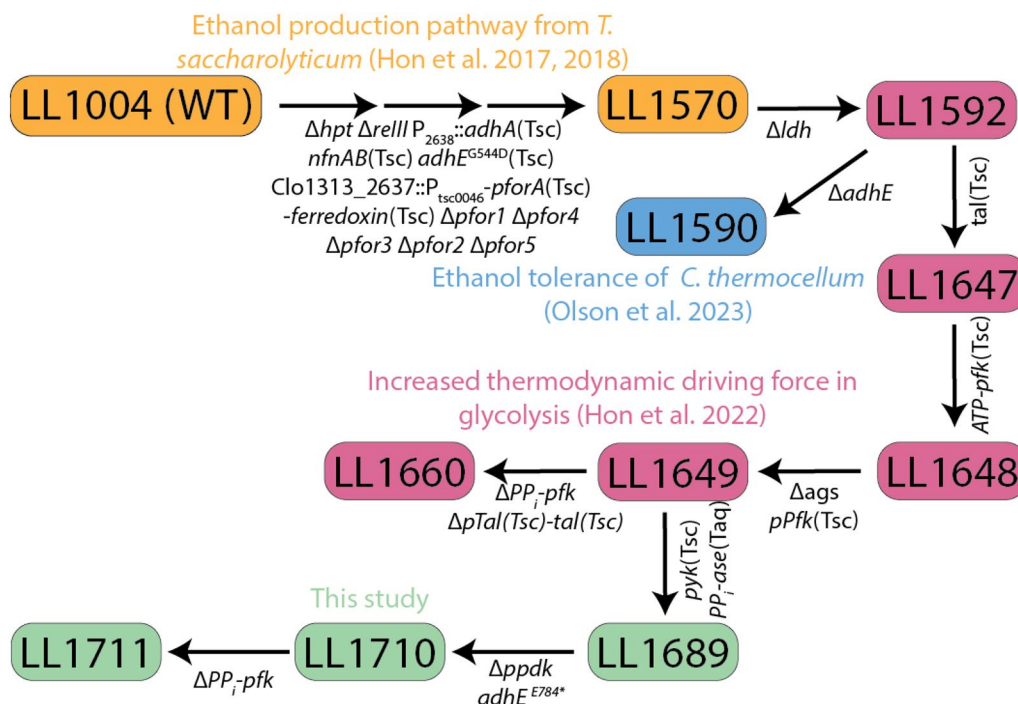 Ethanol production pathway from T.
saccharolyticum (Hon et al. 2017, 2018)
LL1004 (WT)
LL1570
LL1592
Δhpt ΔrelII P2638::adhA(Tsc)
nfnAB(Tsc) adhEG544D(Tsc)
Clo1313_2637::Ptsc0046-pforA(Tsc)
-ferredoxin(Tsc) Δpfor1 Δpfor4
Δpfor3 Δpfor2 Δpfor5
Δldh
ΔadhE
tal(Tsc)
LL1590
Ethanol tolerance of C. thermocellum
(Olson et al. 2023)
LL1647
ATP-pfk(Tsc)
Increased thermodynamic driving force in
glycolysis (Hon et al. 2022)
LL1660
LL1649
LL1648
ΔPPi-pfk
ΔpTal(Tsc)-tal(Tsc)
Δags
pPfk(Tsc)
pyk(Tsc)
PPi-ase(Taq)
This study
LL1711
LL1710
LL1689
ΔPPi-pfk
Δppdk
adhE E784*